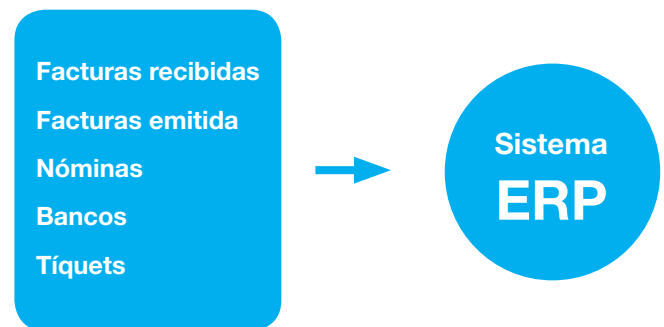 Facturas recibidas
Facturas emitida
Nóminas
Bancos
Tíquets
Sistema
ERP